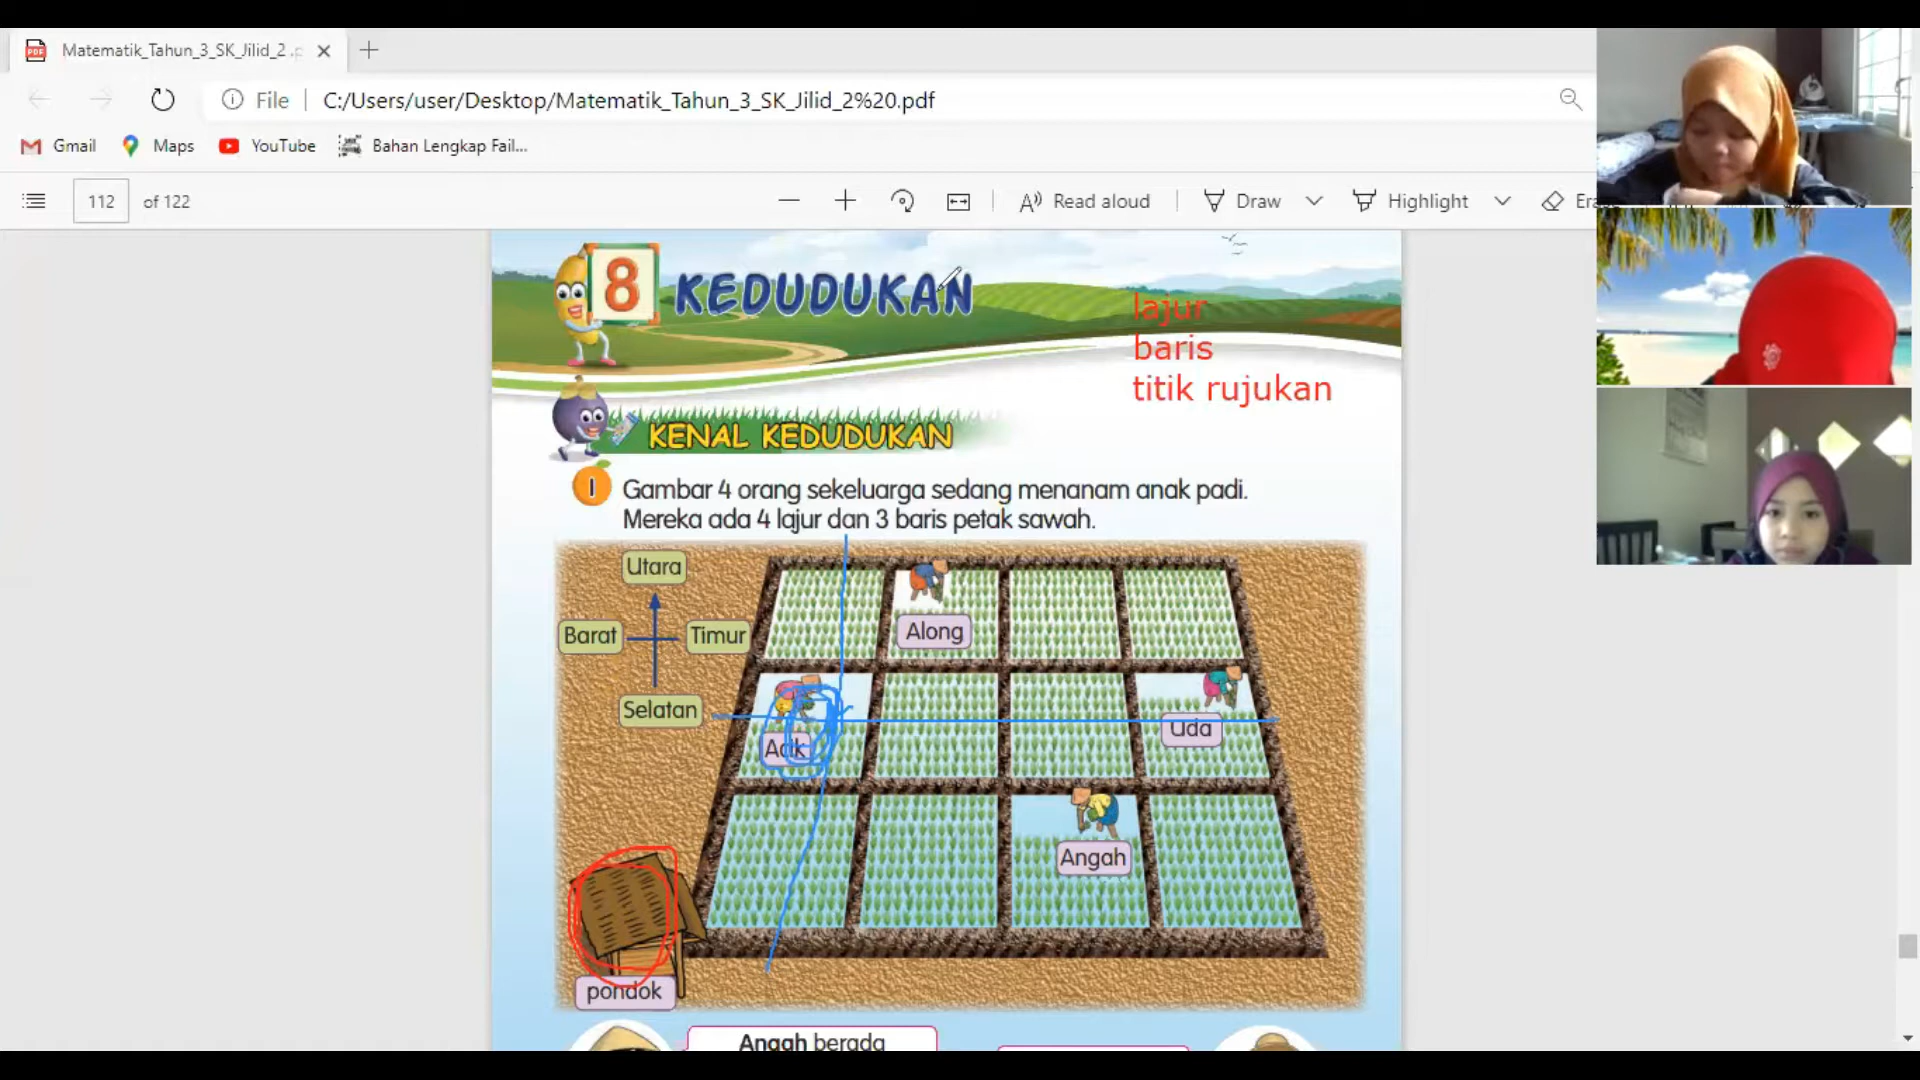 Matematik_Tahun_3_SK_Jilid_2 .p
File
C:/Users/user/Desktop/Matematik_Tahun_3_SK_Jilid_2%20.pdf
Gmail
Maps
YouTube
Bahan Lengkap Fail...
112
of 122
Read aloud
Draw
Highlight
8
KEDUDUKAN
lajur
baris
titik rujukan
KENAL KEDUDUKAN
1
Gambar 4 orang sekeluarga sedang menanam anak padi.
Mereka ada 4 lajur dan 3 baris petak sawah.
Utara
Along
Barat
Timur
Selatan
Uda
Acik
Angah
pondok
Angah berada